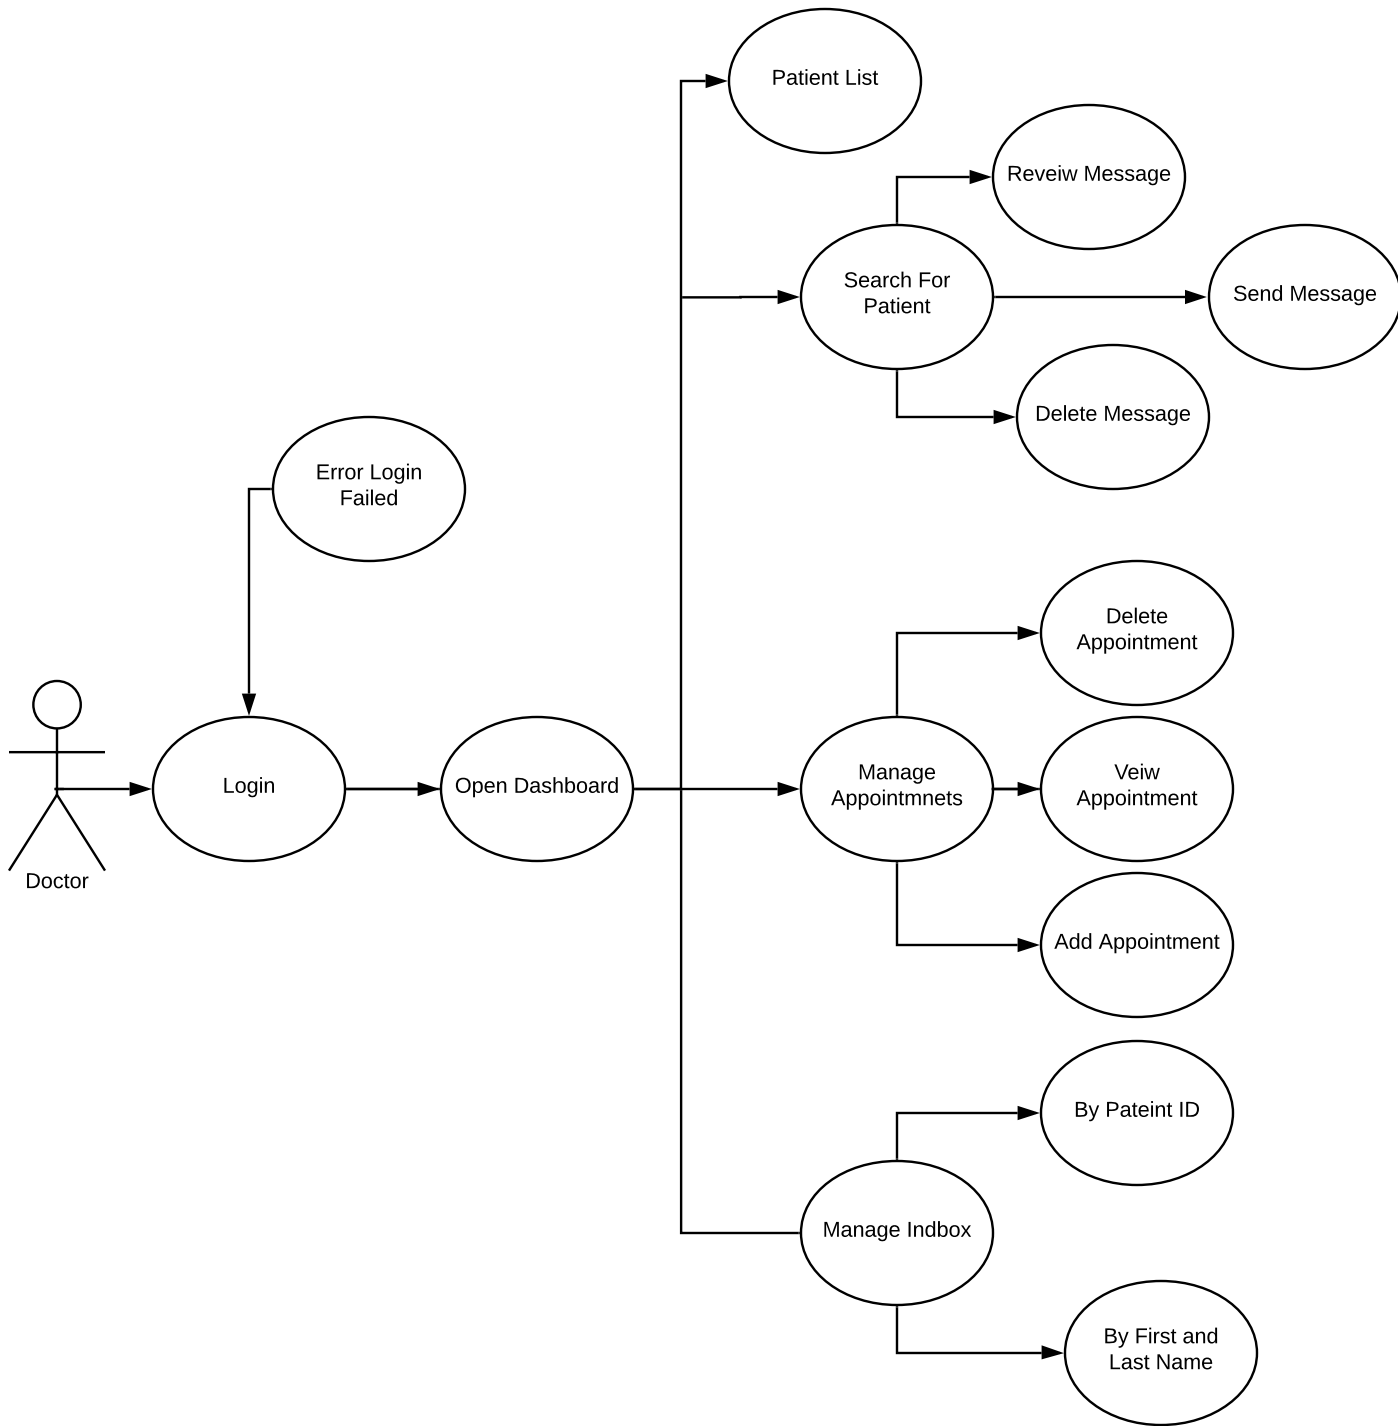 Patient List
Reveiw Message
Search For
Patient
Send Message
Delete Message
Error Login
Failed
Delete
Appointment
Login
Open Dashboard
Manage
Appointmnets
Veiw
Appointment
Doctor
Add Appointment
By Pateint ID
Manage Indbox
By First and
Last Name